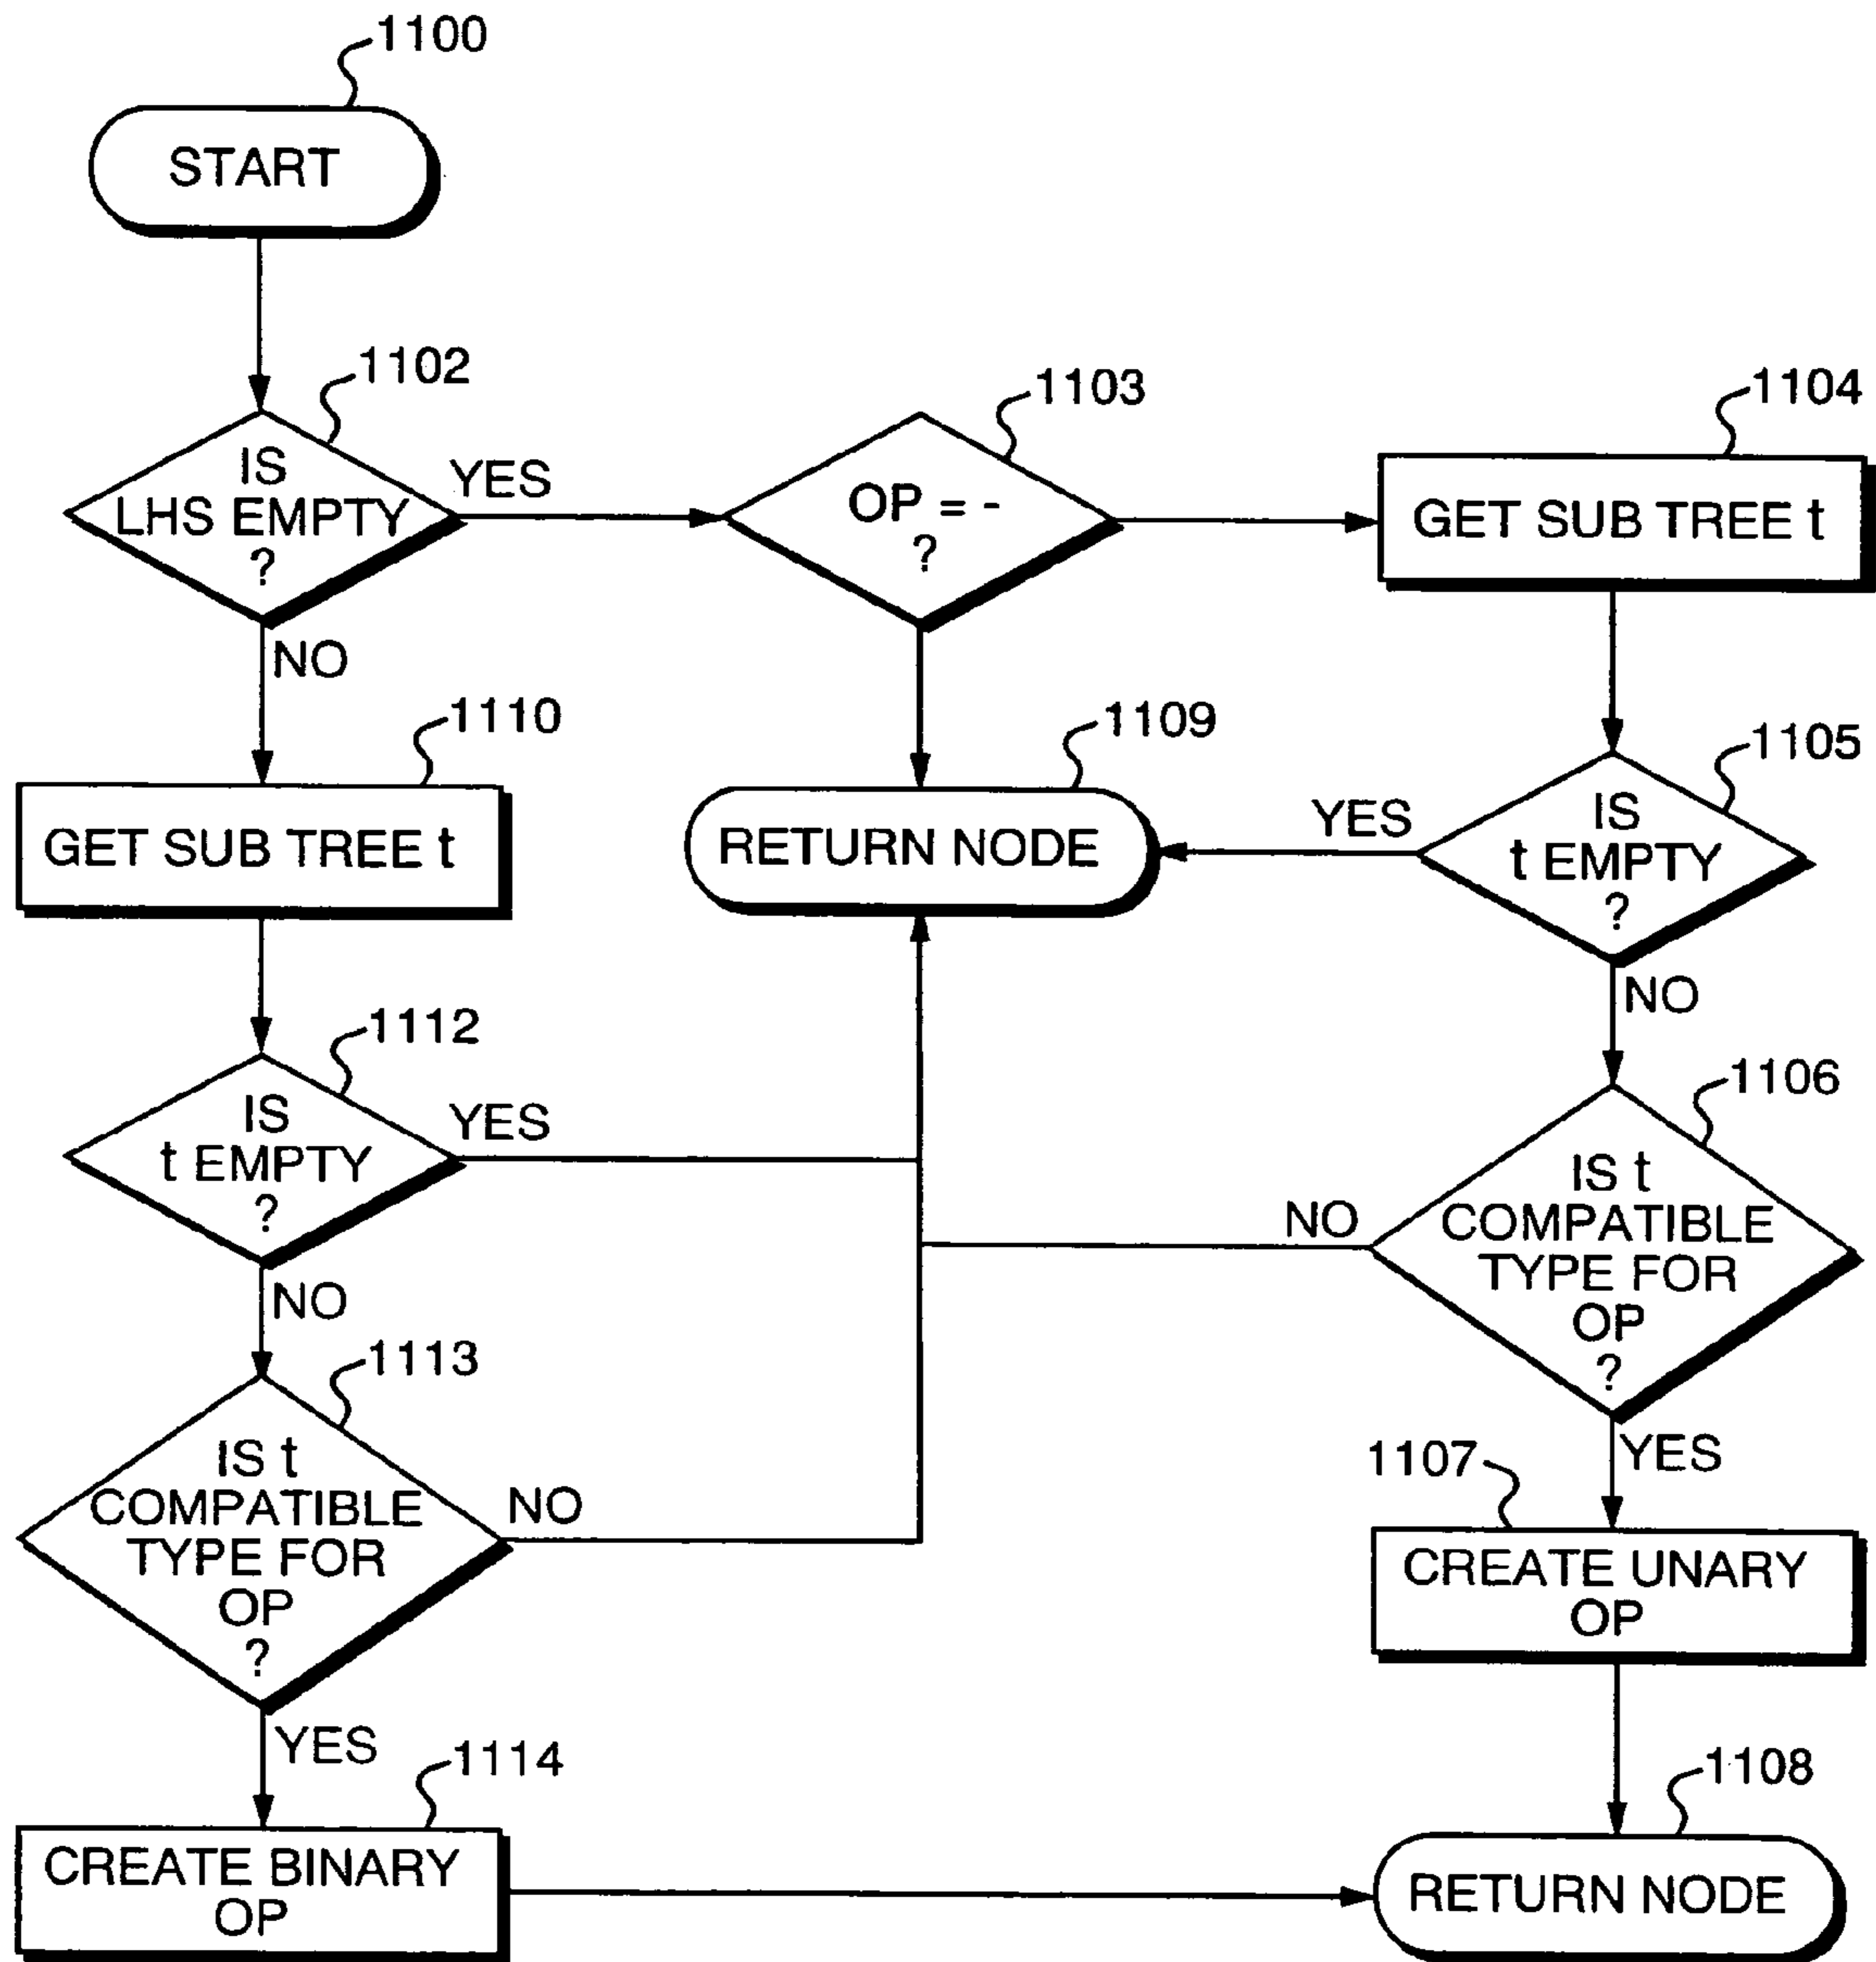 1100
START
1102
IS
LHS EMPTY
?
YES
NO
1103
OP = -
?
1104
GET SUB TREE t
1110
GET SUB TREE t
1109
RETURN NODE
1105
IS
t EMPTY
?
YES
NO
1112
IS
t EMPTY
?
YES
NO
1106
IS t
COMPATIBLE
TYPE FOR
OP
?
NO
YES
1113
IS t
COMPATIBLE
TYPE FOR
OP
?
NO
YES
1107
CREATE UNARY
OP
1114
CREATE BINARY
OP
1108
RETURN NODE